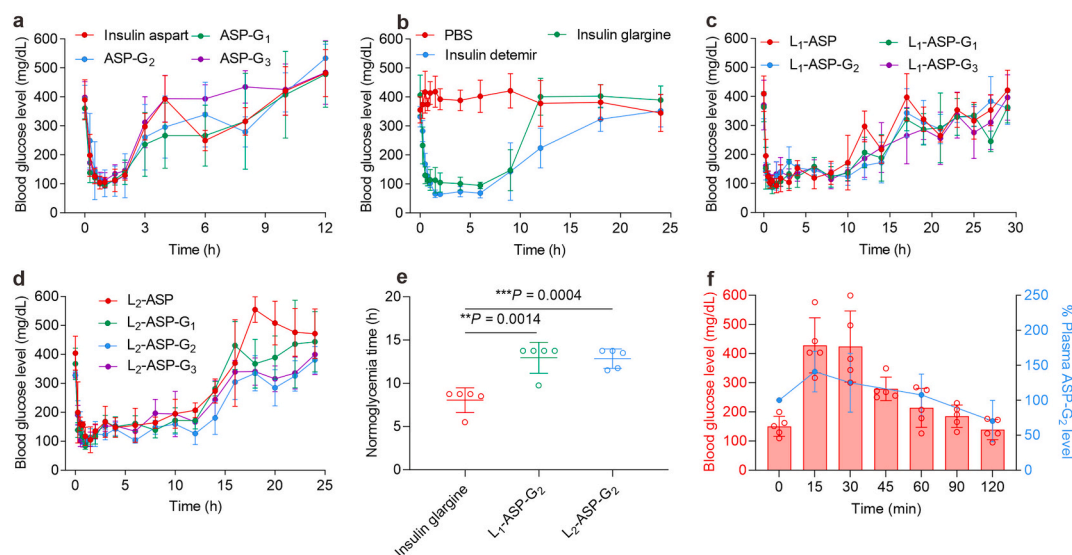 a
Insulin aspart
ASP-G1
ASP-G2
ASP-G3
Blood glucose level (mg/dL)
600
500
400
300
200
100
0
0
3
6
9
12
Time (h)
b
PBS
Insulin glargine
Insulin detemir
Blood glucose level (mg/dL)
600
500
400
300
200
100
0
0
5
10
15
20
25
Time (h)
c
L1-ASP
L1-ASP-G1
L1-ASP-G2
L1-ASP-G3
Blood glucose level (mg/dL)
600
500
400
300
200
100
0
0
5
10
15
20
25
30
Time (h)
d
L2-ASP
L2-ASP-G1
L2-ASP-G2
L2-ASP-G3
Blood glucose level (mg/dL)
600
500
400
300
200
100
0
0
5
10
15
20
25
Time (h)
e
***P = 0.0004
**P = 0.0014
Normoglycemia time (h)
20
15
10
5
0
Insulin glargine
L1-ASP-G2
L2-ASP-G2
f
Blood glucose level (mg/dL)
600
500
400
300
200
100
0
% Plasma ASP-G2 level
250
200
150
100
50
0
0
15
30
45
60
90
120
Time (min)